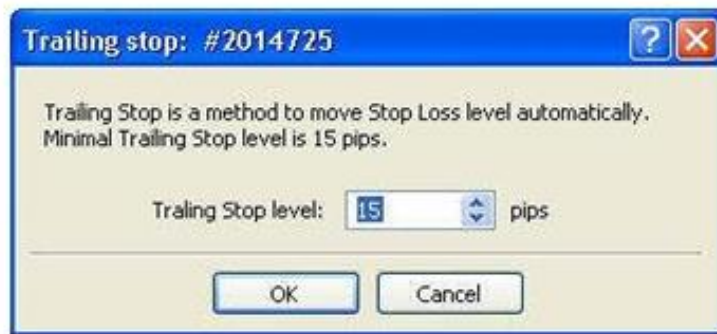 Trailing stop: #2014725
Trailing Stop is a method to move Stop Loss level automatically.
Minimal Trailing Stop level is 15 pips.
Traling Stop level: 15 pips
OK Cancel